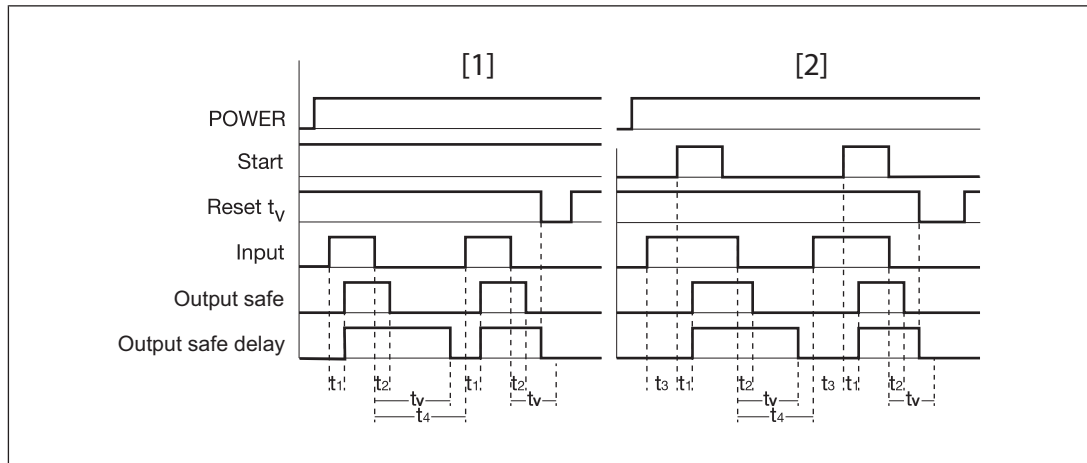 [1] [2]
POWER
Start
Reset tV
Input
Output safe
Output safe delay
t1 t2 t1 t2 t3 t1 t2 t3 t1 t2
tv tv tv tv
t4 t4